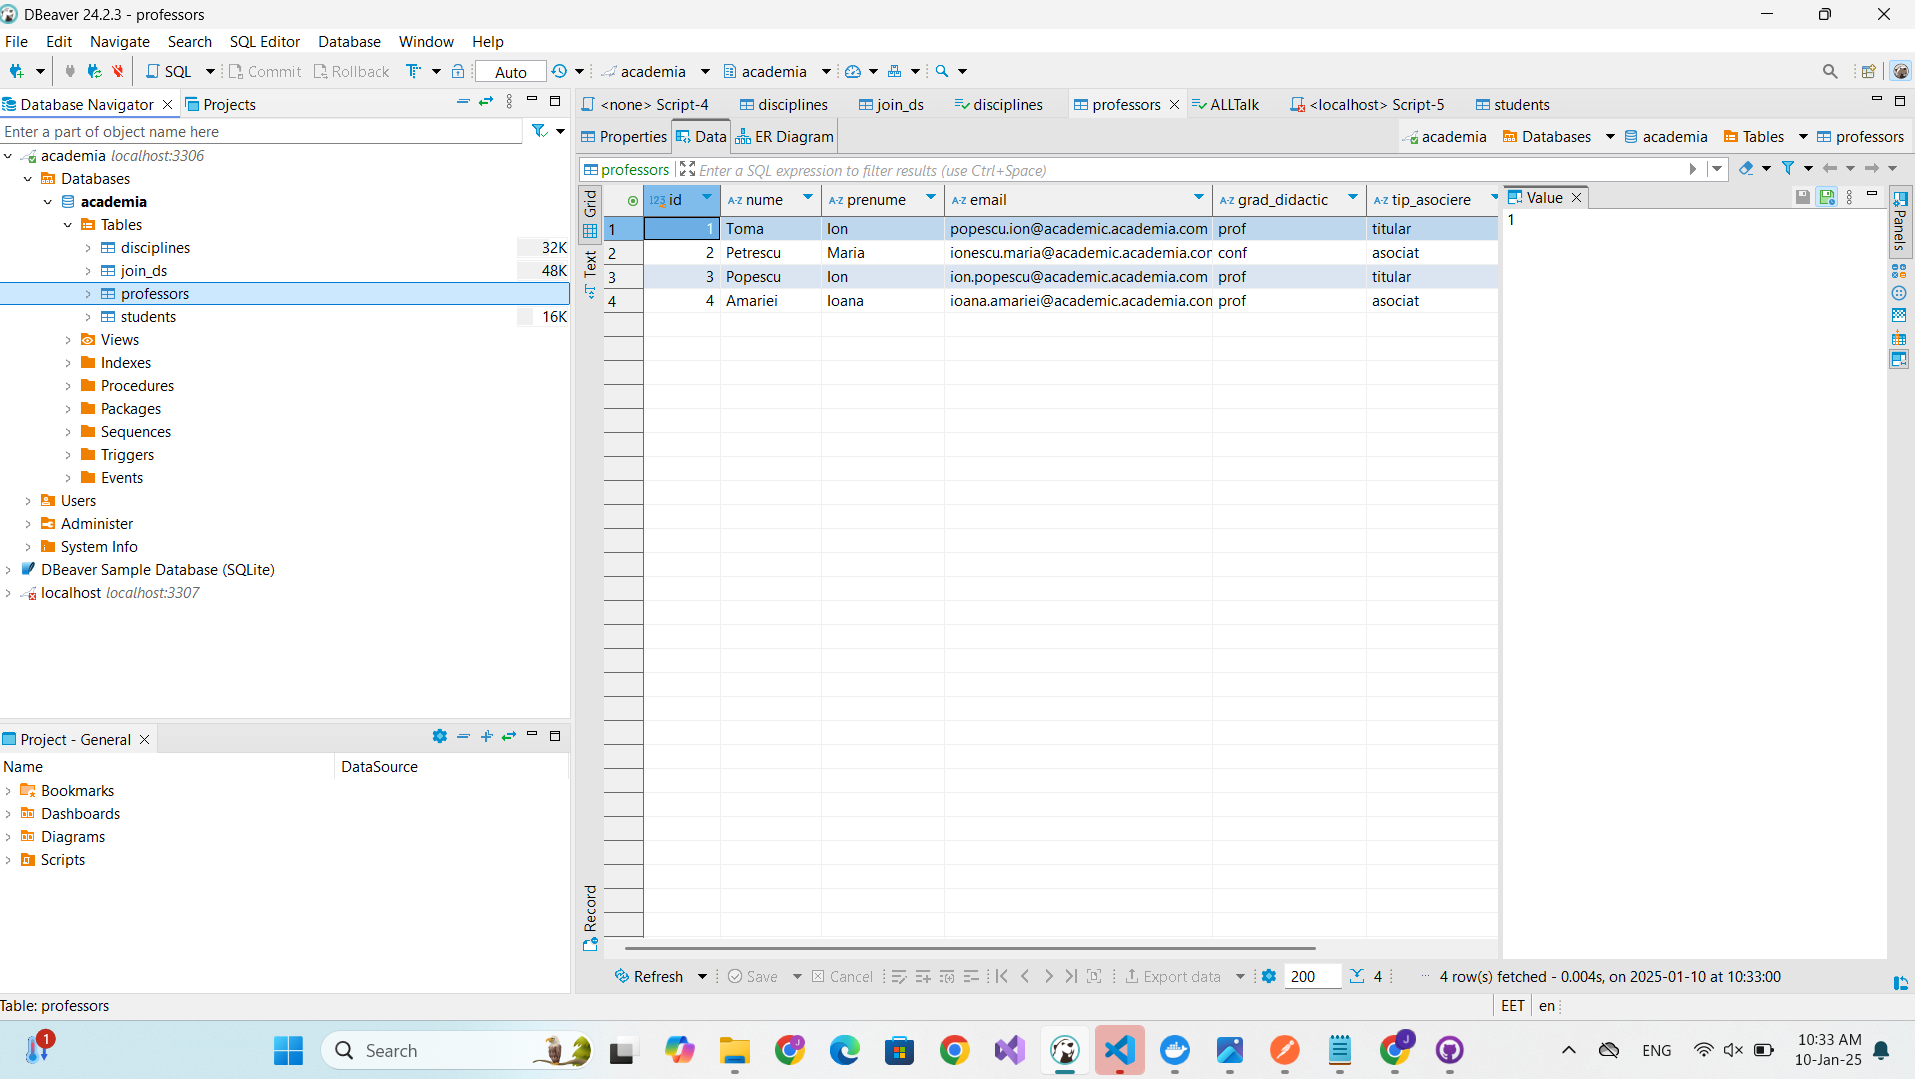 DBeaver 24.2.3 - professors
File Edit Navigate Search SQL Editor Database Window Help
SQL Commit Rollback Auto academia academia
Database Navigator Projects
<none> Script-4 disciplines join_ds disciplines professors ALLTalk <localhost> Script-5 students
Enter a part of object name here
Properties Data ER Diagram academia Databases academia Tables professors
professors Enter a SQL expression to filter results (use Ctrl+Space)
academia localhost:3306
Databases
academia
Tables
disciplines 32K
join_ds 48K
professors
students 16K
Views
Indexes
Procedures
Packages
Sequences
Triggers
Events
Users
Administer
System Info
DBeaver Sample Database (SQLite)
localhost localhost:3307
Grid
Text
Record
123 id A-Z nume A-Z prenume A-Z email A-Z grad_didactic A-Z tip_asociere
1 1 Toma Ion popescu.ion@academic.academia.com prof titular
2 2 Petrescu Maria ionescu.maria@academic.academia.cor conf asociat
3 3 Popescu Ion ion.popescu@academic.academia.com prof titular
4 4 Amariei Ioana ioana.amariei@academic.academia.con prof asociat
Value
1
Panels
Project - General
Name DataSource
Bookmarks
Dashboards
Diagrams
Scripts
Refresh Save Cancel Export data 200 4 4 row(s) fetched - 0.004s, on 2025-01-10 at 10:33:00
Table: professors EET en
1 Search J J ENG 10:33 AM
10-Jan-25